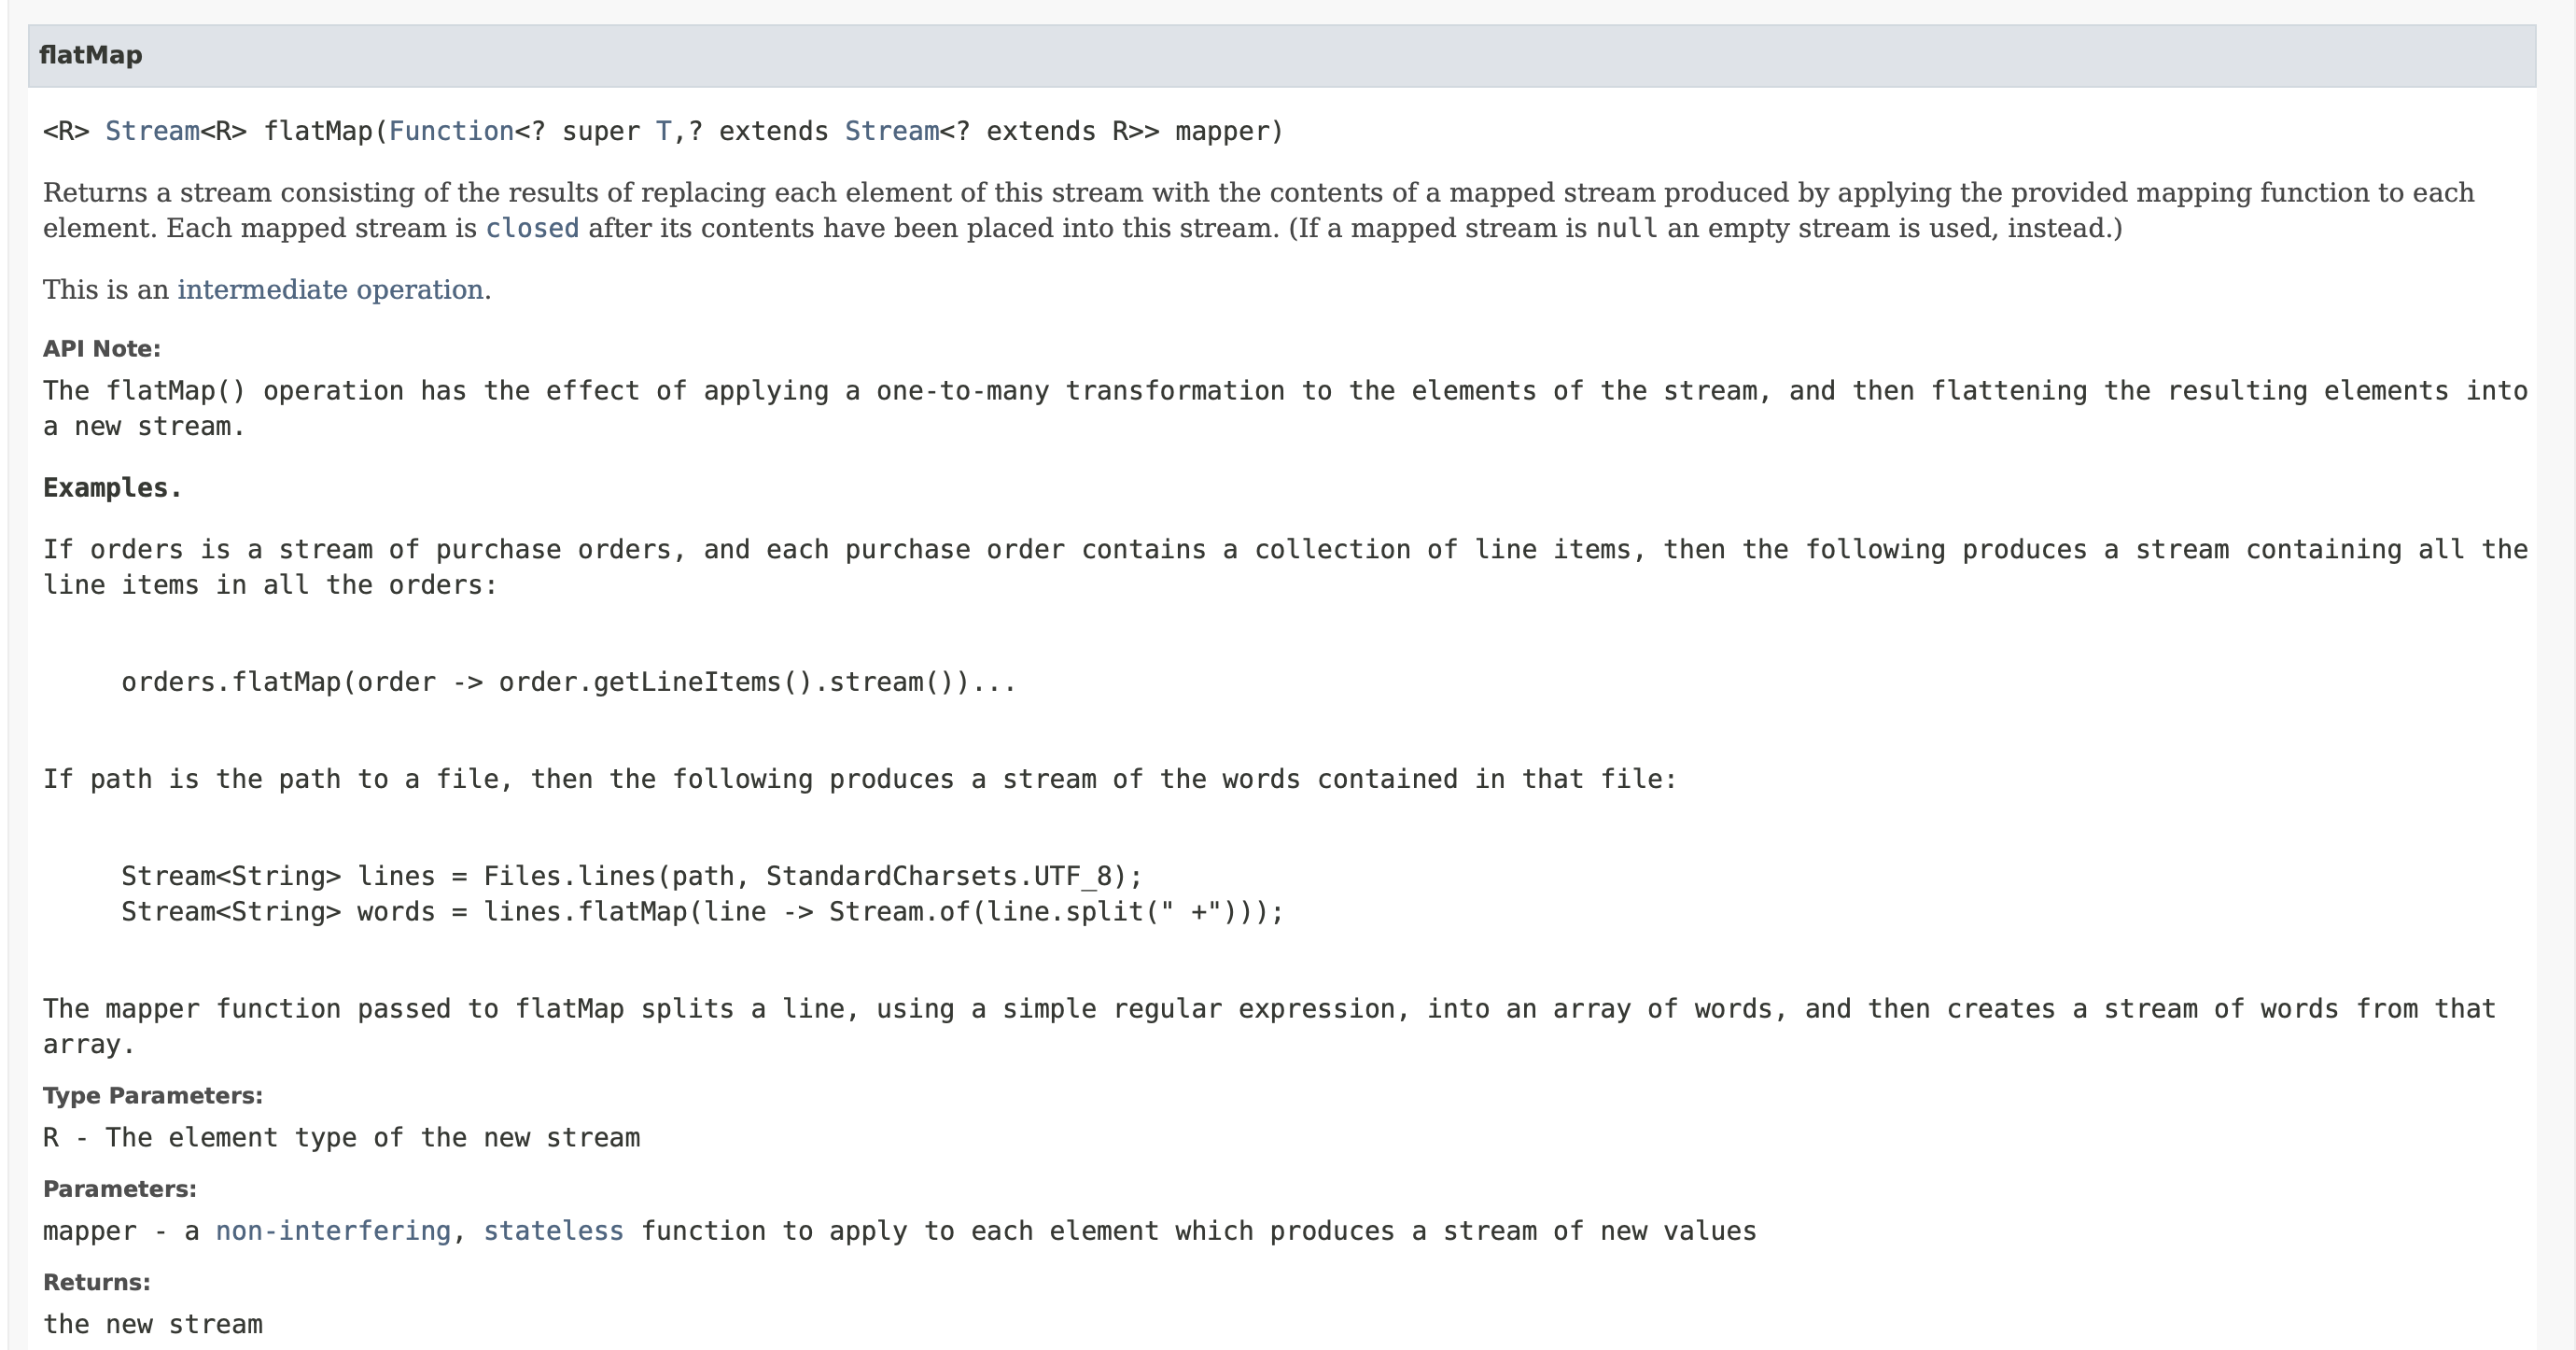 flatMap
<R> Stream<R> flatMap(Function<? super T,? extends Stream<? extends R>> mapper)
Returns a stream consisting of the results of replacing each element of this stream with the contents of a mapped stream produced by applying the provided mapping function to each
element. Each mapped stream is closed after its contents have been placed into this stream. (If a mapped stream is null an empty stream is used, instead.)
This is an intermediate operation.
API Note:
The flatMap() operation has the effect of applying a one-to-many transformation to the elements of the stream, and then flattening the resulting elements into
a new stream.
Examples.
If orders is a stream of purchase orders, and each purchase order contains a collection of line items, then the following produces a stream containing all the
line items in all the orders:
orders.flatMap(order -> order.getLineItems().stream())...
If path is the path to a file, then the following produces a stream of the words contained in that file:
Stream<String> lines = Files.lines(path, StandardCharsets.UTF_8);
Stream<String> words = lines.flatMap(line -> Stream.of(line.split(" +")));
The mapper function passed to flatMap splits a line, using a simple regular expression, into an array of words, and then creates a stream of words from that
array.
Type Parameters:
R - The element type of the new stream
Parameters:
mapper - a non-interfering, stateless function to apply to each element which produces a stream of new values
Returns:
the new stream